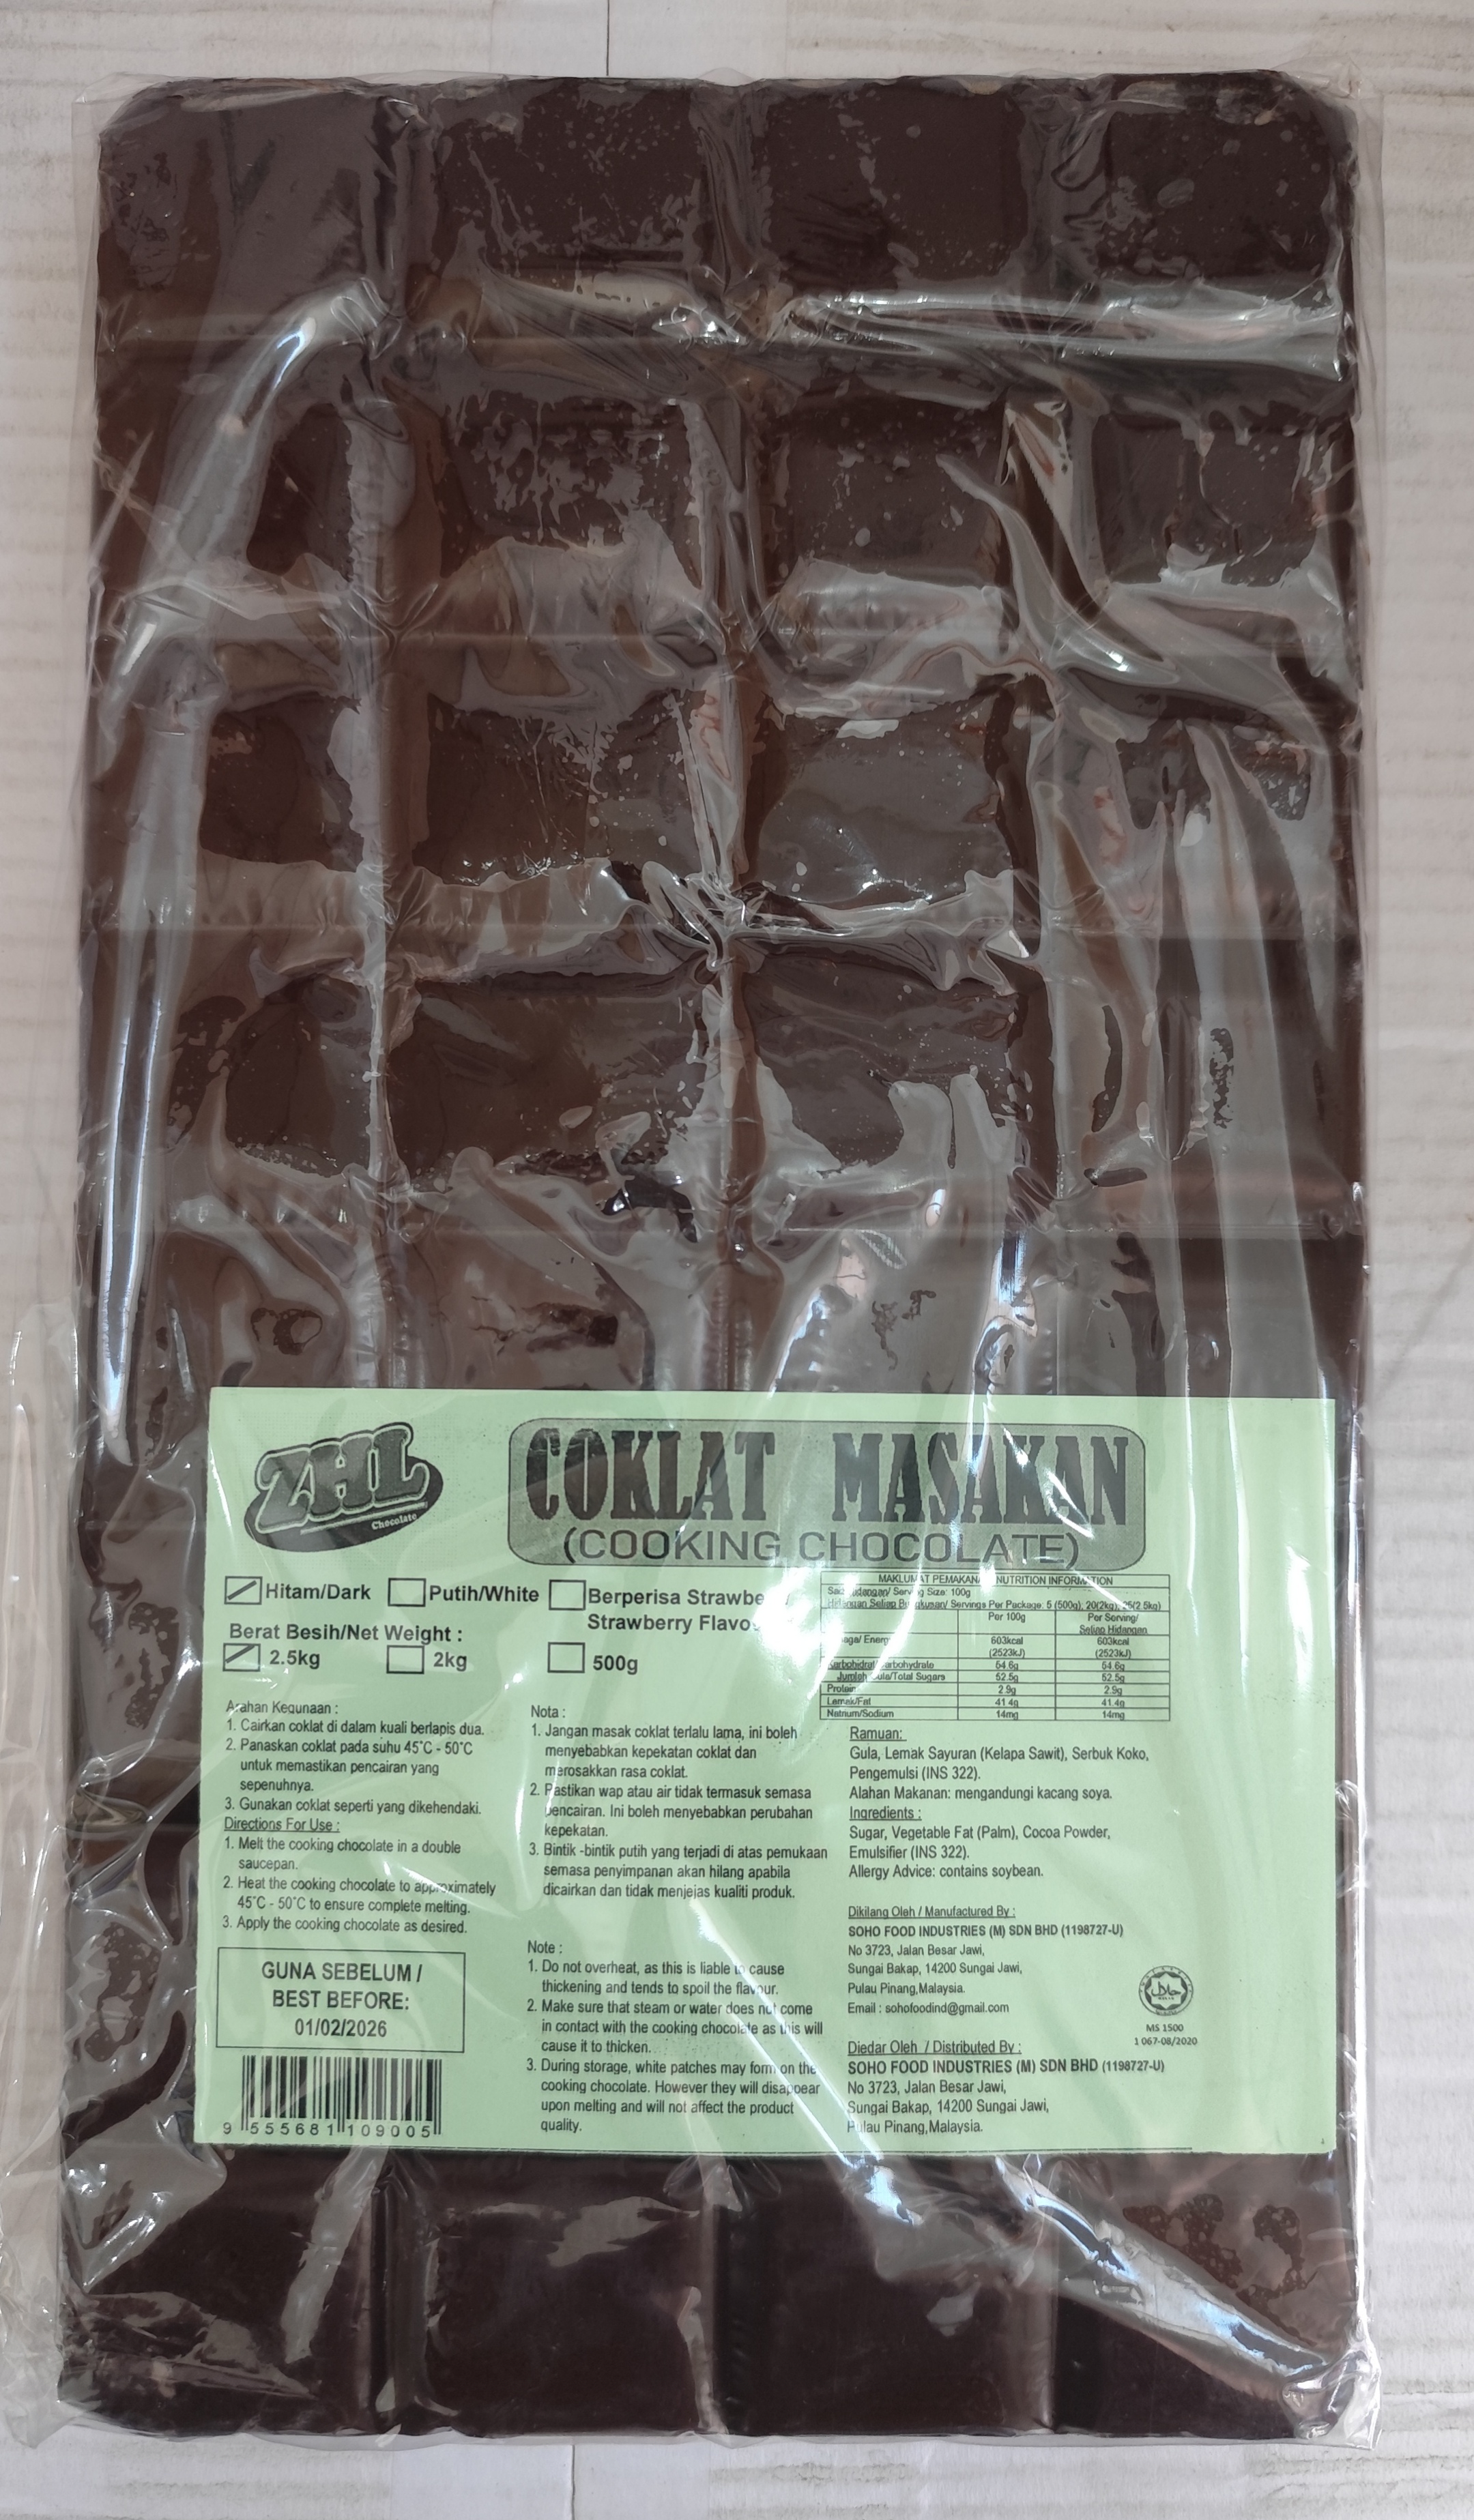 ZHL
Chocolate
COKLAT MASAKAN
(COOKING CHOCOLATE)
Hitam/Dark Putih/White Berperisa
Strawberry
Berat Besih/Net Weight :
2.5kg 2kg 500g
MAKLUMAT PEMAKANAN NUTRITION INFORMATION
Serving Size: 100g
Hidangan Setiap Bungkusan/ Servings Per Package: 5 (500g), 20(2kg), 25(2.5kg)
Per 100g Per Serving/
Setiap Hidangan
603kcal 603kcal
(2523kJ) (2523kJ)
Karbohidrat 54.6g 54.6g
Jumlah Gula/Total Sugars 52.5g 52.5g
Protein 2.9g 2.9g
Lemak/Fat 41.4g 41.4g
Natrium/Sodium 14mg 14mg
Arahan Kegunaan :
1. Cairkan coklat di dalam kuali berlapis dua.
2. Panaskan coklat pada suhu 45°C - 50°C
untuk memastikan pencairan yang
sepenuhnya.
3. Gunakan coklat seperti yang dikehendaki.
Directions For Use :
1. Melt the cooking chocolate in a double
saucepan.
2. Heat the cooking chocolate to approximately
45°C - 50°C to ensure complete melting.
3. Apply the cooking chocolate as desired.
GUNA SEBELUM /
BEST BEFORE:
01/02/2026
9 555681 109005
Nota :
1. Jangan masak coklat terlalu lama, ini boleh
menyebabkan kepekatan coklat dan
merosakkan rasa coklat.
2. Pastikan wap atau air tidak termasuk semasa
pencairan. Ini boleh menyebabkan perubahan
kepekatan.
3. Bintik -bintik putih yang terjadi di atas pemukaan
semasa penyimpanan akan hilang apabila
dicairkan dan tidak menjejas kualiti produk.
Note :
1. Do not overheat, as this is liable to cause
thickening and tends to spoil the flavour.
2. Make sure that steam or water does not come
in contact with the cooking chocolate as this will
cause it to thicken.
3. During storage, white patches may form on the
cooking chocolate. However they will disappear
upon melting and will not affect the product
quality.
Ramuan:
Gula, Lemak Sayuran (Kelapa Sawit), Serbuk Koko,
Pengemulsi (INS 322).
Alahan Makanan: mengandungi kacang soya.
Ingredients :
Sugar, Vegetable Fat (Palm), Cocoa Powder,
Emulsifier (INS 322).
Allergy Advice: contains soybean.
Dikilang Oleh / Manufactured By :
SOHO FOOD INDUSTRIES (M) SDN BHD (1198727-U)
No 3723, Jalan Besar Jawi,
Sungai Bakap, 14200 Sungai Jawi,
Pulau Pinang,Malaysia.
Email : sohofoodind@gmail.com
حلال
MS 1500
1 067-08/2020
Diedar Oleh / Distributed By :
SOHO FOOD INDUSTRIES (M) SDN BHD (1198727-U)
No 3723, Jalan Besar Jawi,
Sungai Bakap, 14200 Sungai Jawi,
Pulau Pinang,Malaysia.